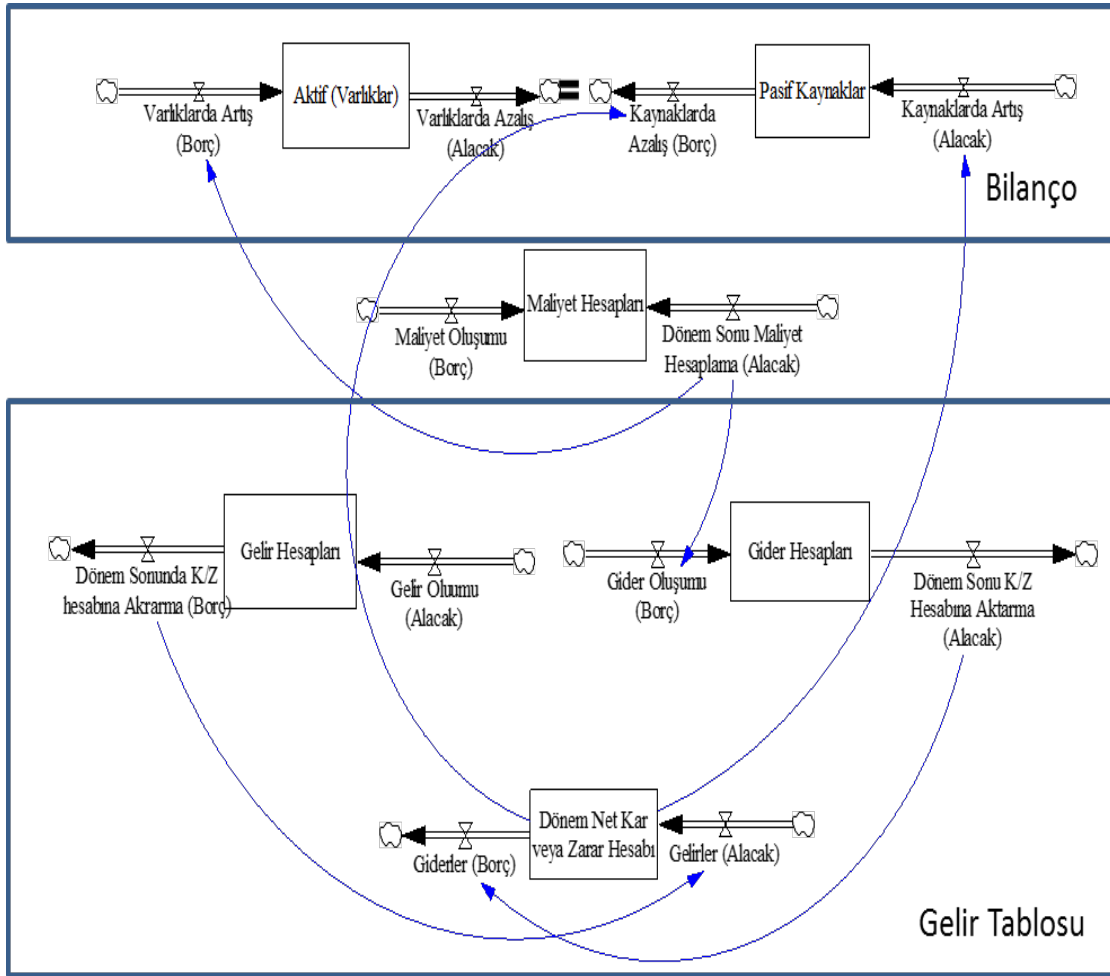 Aktif (Varlıklar)
Varlıklarda Artış
(Borç)
Varlıklarda Azalış
(Alacak)
=
Pasif Kaynaklar
Kaynaklarda
Azalış (Borç)
Kaynaklarda Artış
(Alacak)
Bilanço
Maliyet Hesapları
Maliyet Oluşumu
(Borç)
Dönem Sonu Maliyet
Hesaplama (Alacak)
Gelir Hesapları
Dönem Sonunda K/Z
hesabına Akrarma (Borç)
Gelir Oluumu
(Alacak)
Gider Hesapları
Gider Oluşumu
(Borç)
Dönem Sonu K/Z
Hesabına Aktarma
(Alacak)
Dönem Net Kar
veya Zarar Hesabı
Giderler (Borç)
Gelirler (Alacak)
Gelir Tablosu